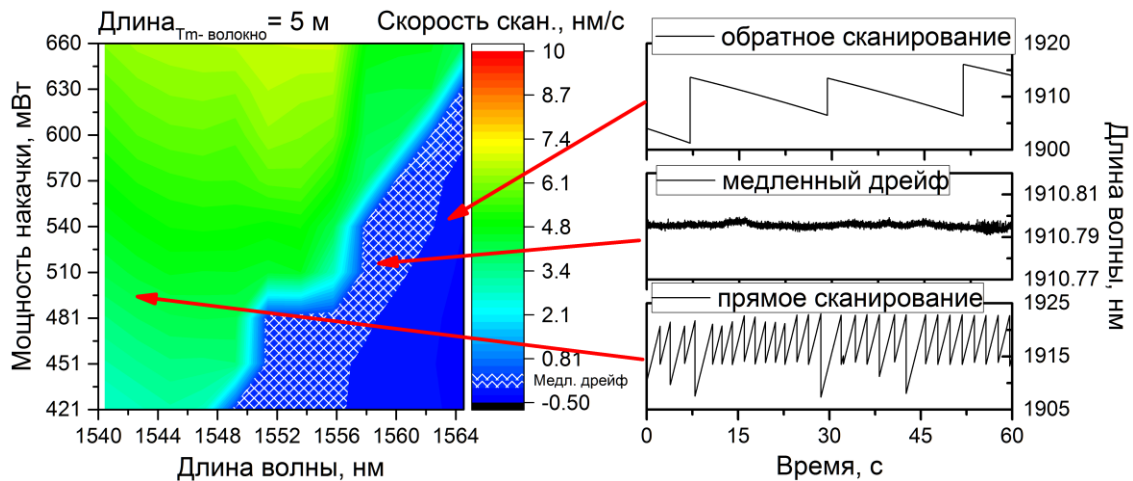 Длина Tm- волокно = 5 м
Скорость скан., нм/с
Мощность накачки, мВт
660
630
600
570
540
510
481
451
421
1540 1544 1548 1552 1556 1560 1564
Длина волны, нм
10
8.7
7.4
6.1
4.8
3.4
2.1
0.81
Медл. дрейф
-0.50
обратное сканирование
1920
1910
1900
медленный дрейф
1910.81
1910.79
1910.77
прямое сканирование
1925
1915
1905
Длина волны, нм
0 15 30 45 60
Время, с